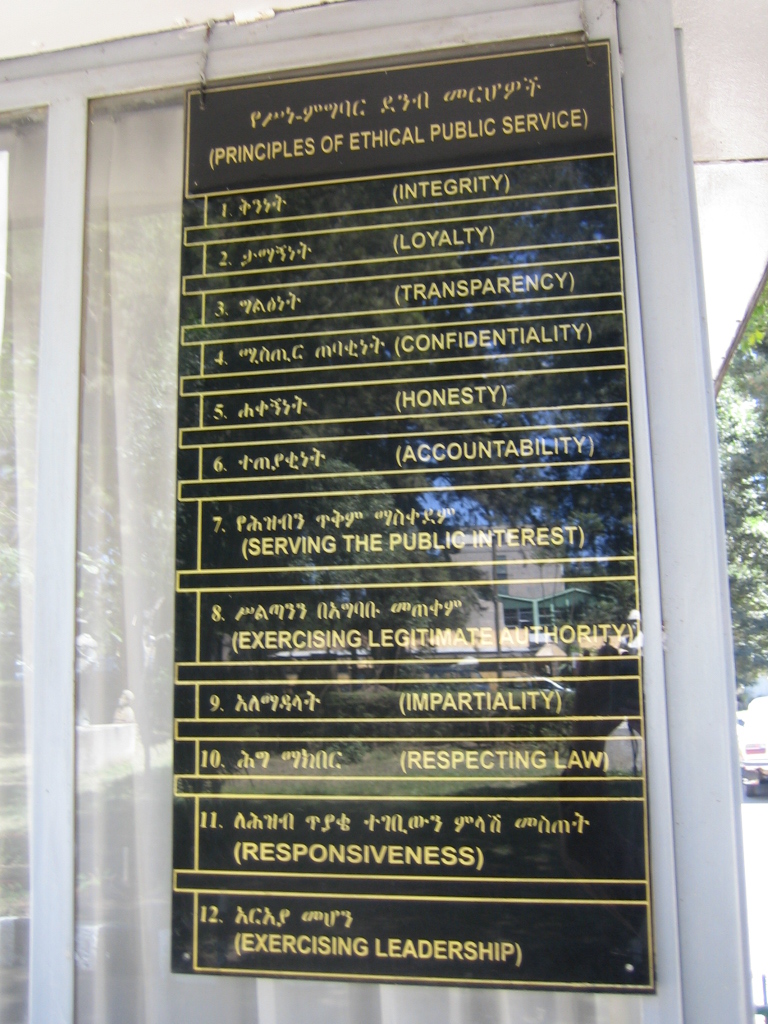 የሥነ-ምግባር ደንብ መርሆዎች
(PRINCIPLES OF ETHICAL PUBLIC SERVICE)
1. ቅንነት (INTEGRITY)
2. ታማኝነት (LOYALTY)
3. ግልፅነት (TRANSPARENCY)
4. ሚስጢር ጠባቂነት (CONFIDENTIALITY)
5. ሐቀኝነት (HONESTY)
6. ተጠያቂነት (ACCOUNTABILITY)
7. የሕዝብን ጥቅም ማስቀደም
(SERVING THE PUBLIC INTEREST)
8. ሥልጣንን በአግባቡ መጠቀም
(EXERCISING LEGITIMATE AUTHORITY)
9. አለማዳላት (IMPARTIALITY)
10. ሕግ ማክበር (RESPECTING LAW)
11. ለሕዝብ ጥያቄ ተገቢውን ምላሽ መስጠት
(RESPONSIVENESS)
12. አርአያ መሆን
(EXERCISING LEADERSHIP)